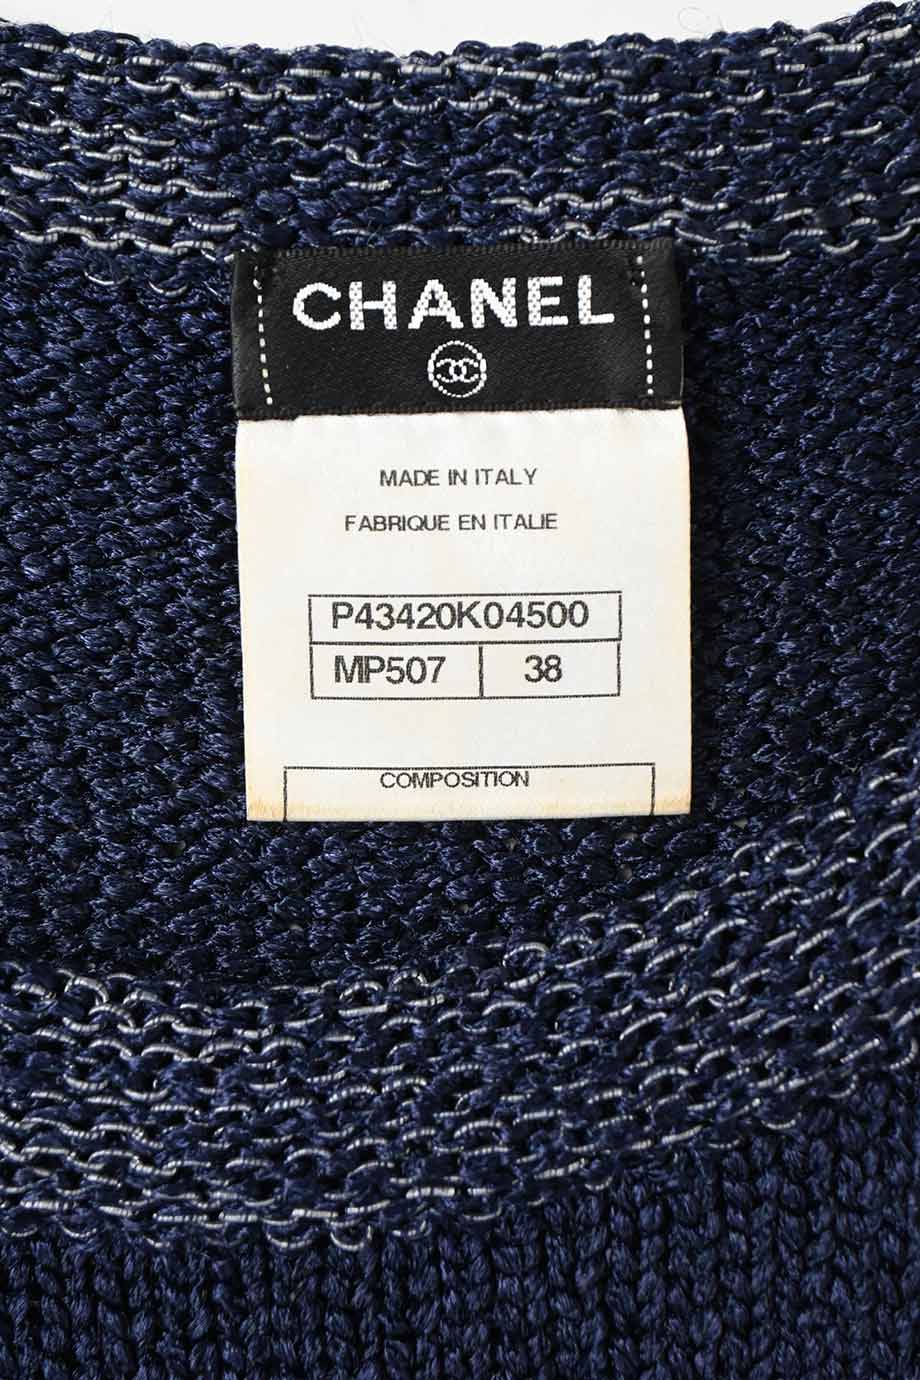 CHANEL
MADE IN ITALY
FABRIQUE EN ITALIE
P43420K04500
MP507 38
COMPOSITION